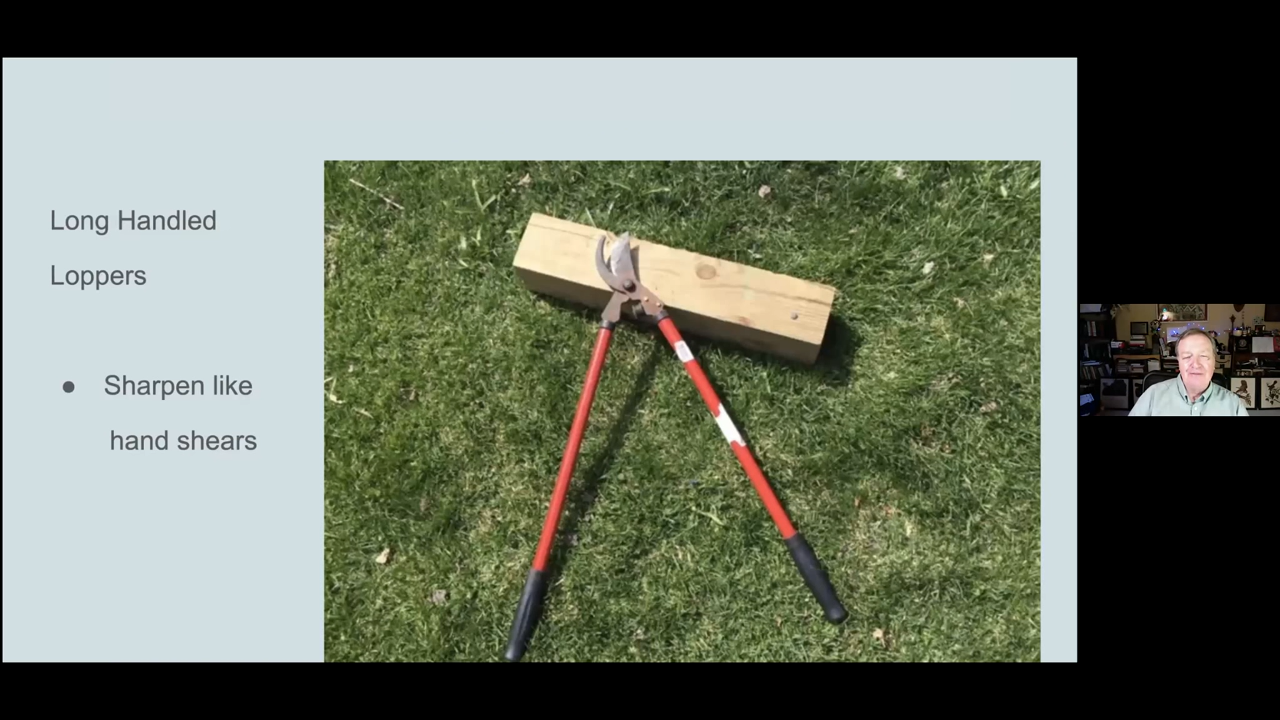 Long Handled
Loppers
● Sharpen like
hand shears